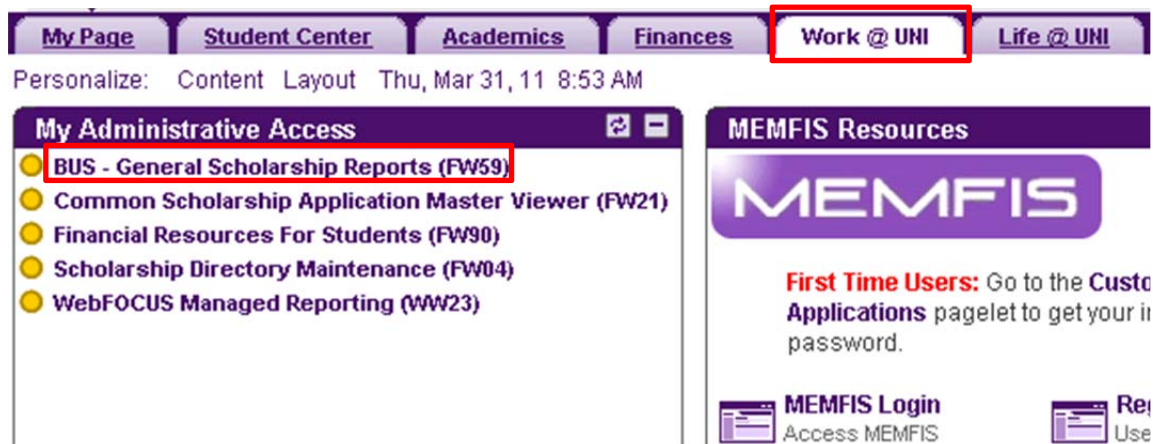 My Page Student Center Academics Finances Work @ UNI Life @ UNI
Personalize: Content Layout Thu, Mar 31, 11 8:53 AM
My Administrative Access
BUS - General Scholarship Reports (FW59)
Common Scholarship Application Master Viewer (FW21)
Financial Resources For Students (FW90)
Scholarship Directory Maintenance (FW04)
WebFOCUS Managed Reporting (WW23)
MEMFIS Resources
MEMFIS
First Time Users: Go to the
Applications pagelet to get your
password.
MEMFIS Login
Access MEMFIS